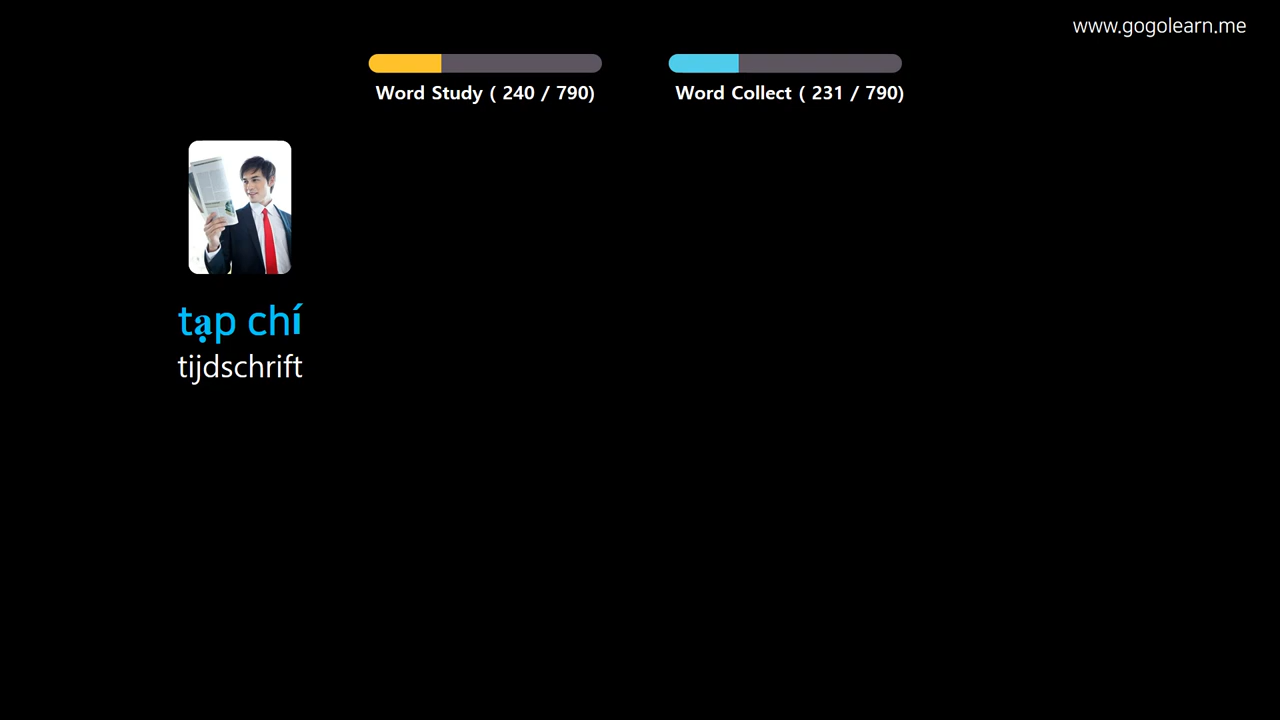 www.gogolearn.me
Word Study ( 240 / 790)
Word Collect ( 231 / 790)
tạp chí
tijdschrift